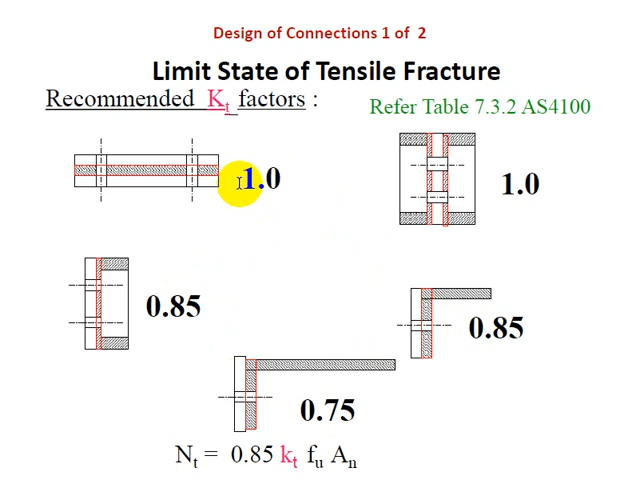 Design of Connections 1 of 2
Limit State of Tensile Fracture
Recommended Kt factors :
Refer Table 7.3.2 AS4100
1.0
1.0
0.85
0.85
0.75
Nt = 0.85 kt fu An